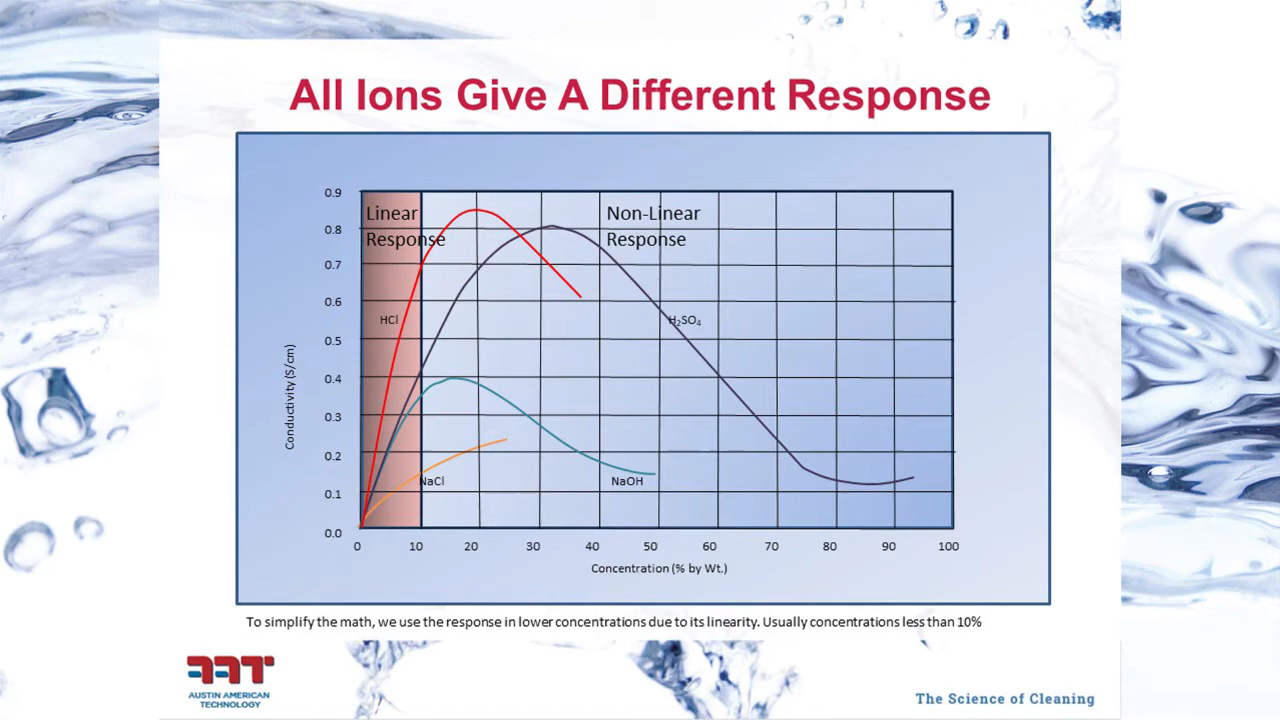 All Ions Give A Different Response
0.9
0.8
0.7
0.6
0.5
0.4
0.3
0.2
0.1
0.0
Conductivity (S/cm)
Linear
Response
Non-Linear
Response
HCl
H₂SO₄
NaCl
NaOH
0 10 20 30 40 50 60 70 80 90 100
Concentration (% by Wt.)
To simplify the math, we use the response in lower concentrations due to its linearity. Usually concentrations less than 10%
AAT
AUSTIN AMERICAN
TECHNOLOGY
The Science of Cleaning